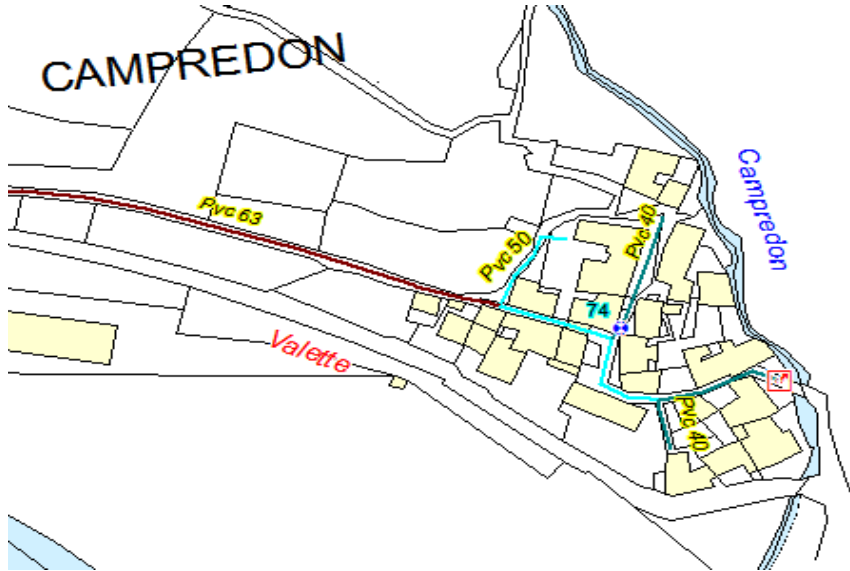 CAMPREDON
Campredon
Pvc 63
Pvc 40
Pvc 50
74
Valette
Pvc 40